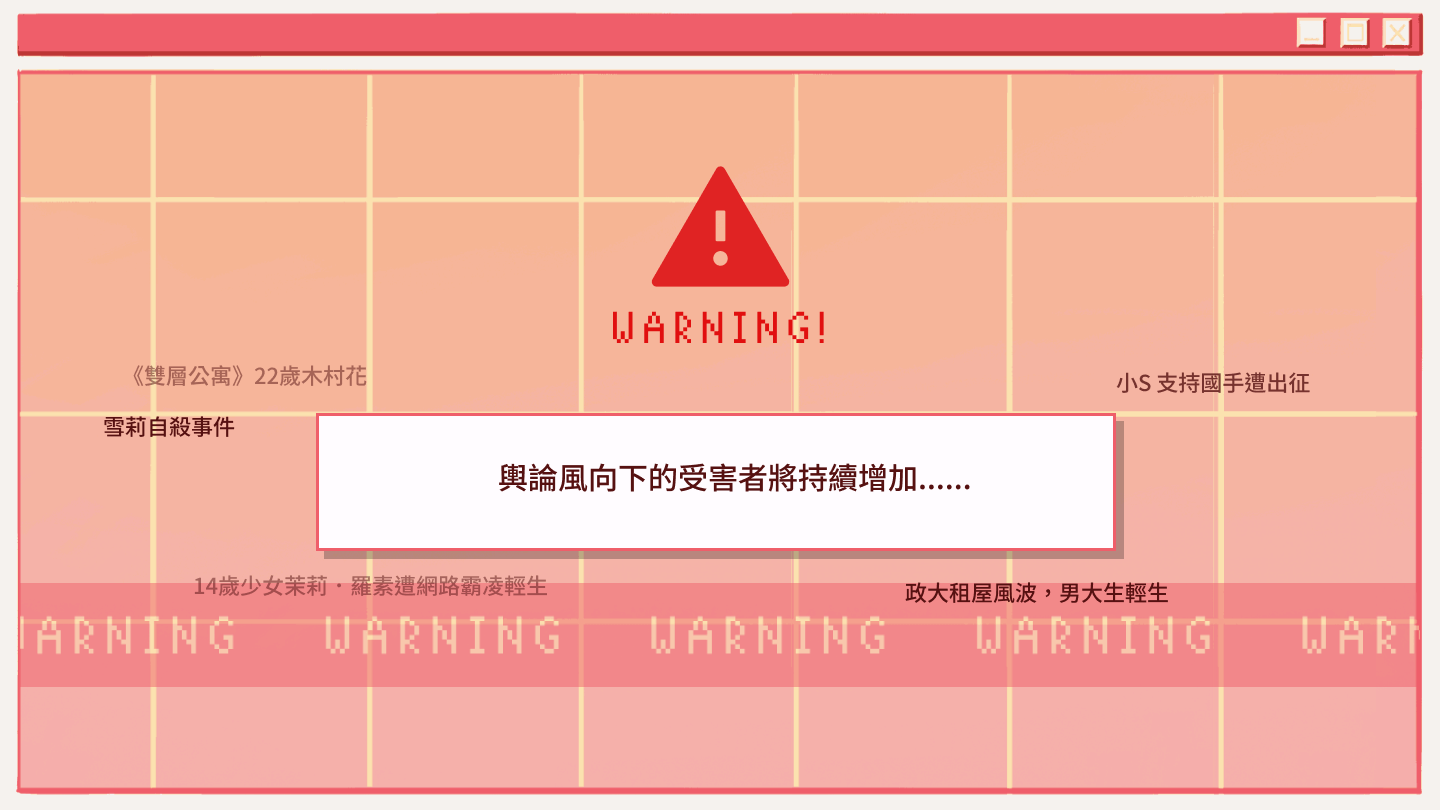 WARNING!
《雙層公寓》22歲木村花
小S 支持國手遭出征
雪莉自殺事件
輿論風向下的受害者將持續增加......
14歲少女茉莉・羅素遭網路霸凌輕生
政大租屋風波，男大生輕生
WARNING WARNING WARNING WARNING WARN